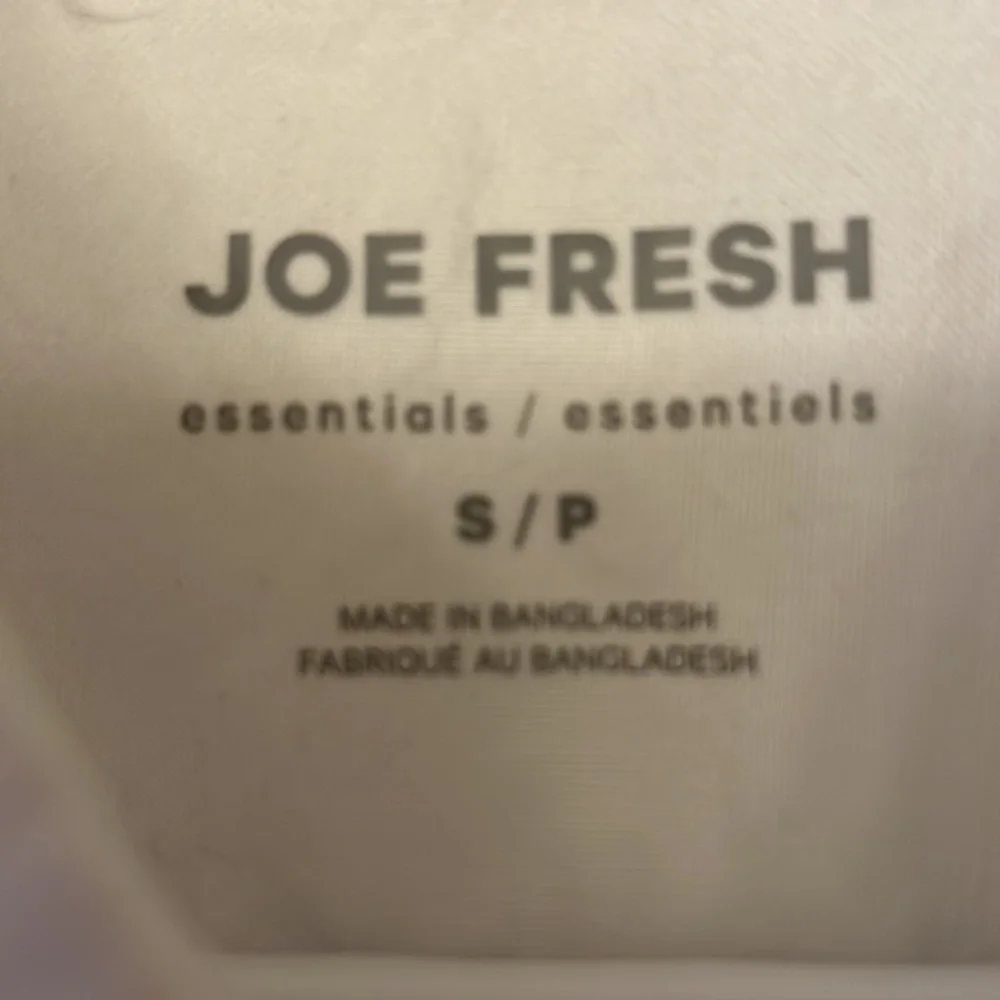 JOE FRESH
essentials / essentiels
S / P
MADE IN BANGLADESH
FABRIQUÉ AU BANGLADESH